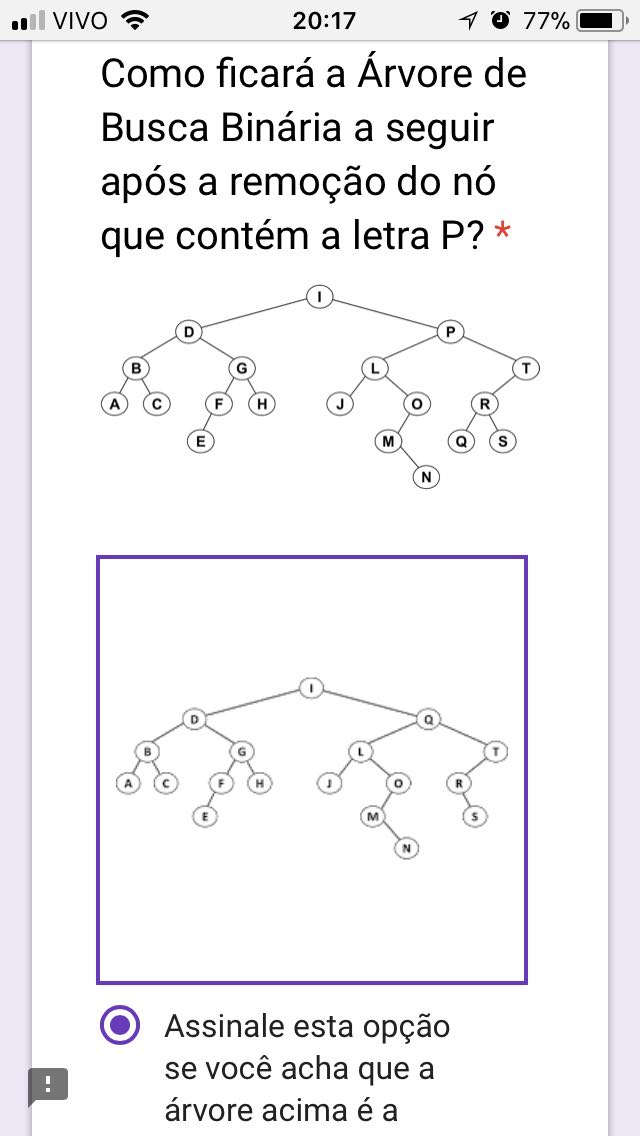 VIVO 20:17 77%
Como ficará a Árvore de
Busca Binária a seguir
após a remoção do nó
que contém a letra P? *
I
D P
B G L T
A C F H J O R
E M Q S
N
I
D Q
B G L T
A C F H J O R
E M S
N
Assinale esta opção
se você acha que a
árvore acima é a
!